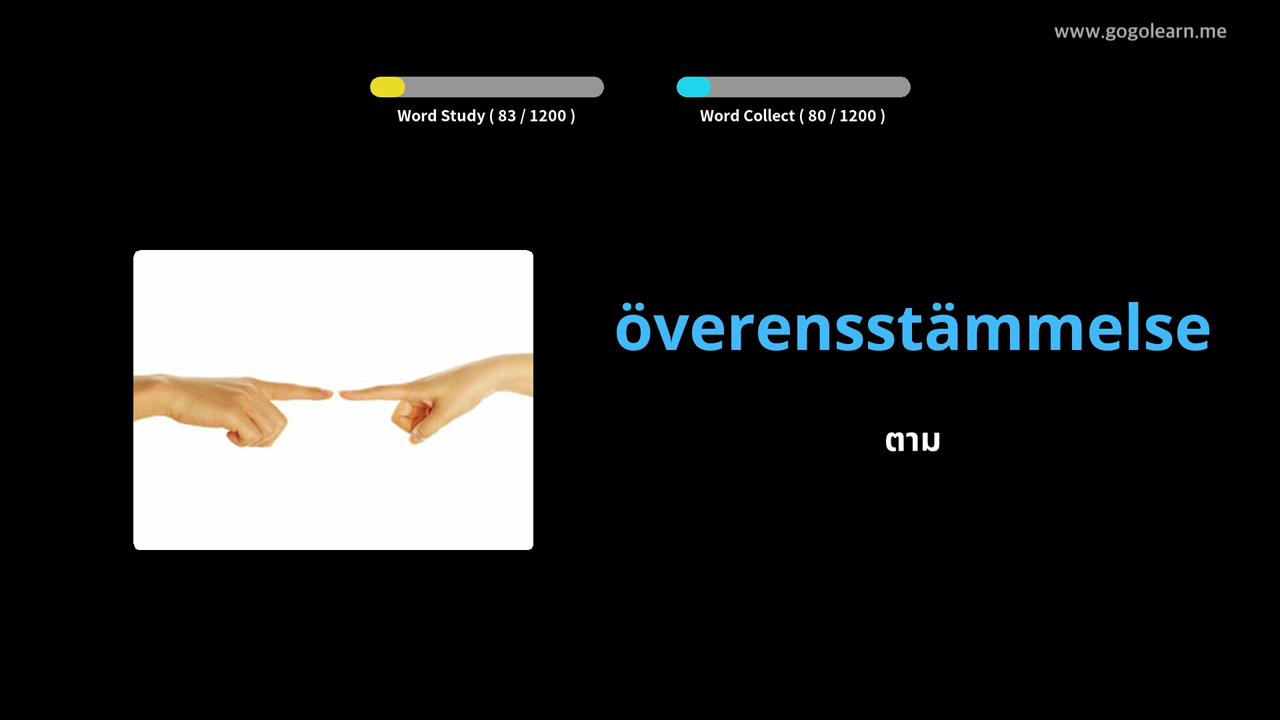 www.gogolearn.me
Word Study ( 83 / 1200 )
Word Collect ( 80 / 1200 )
överensstämmelse
ตาม